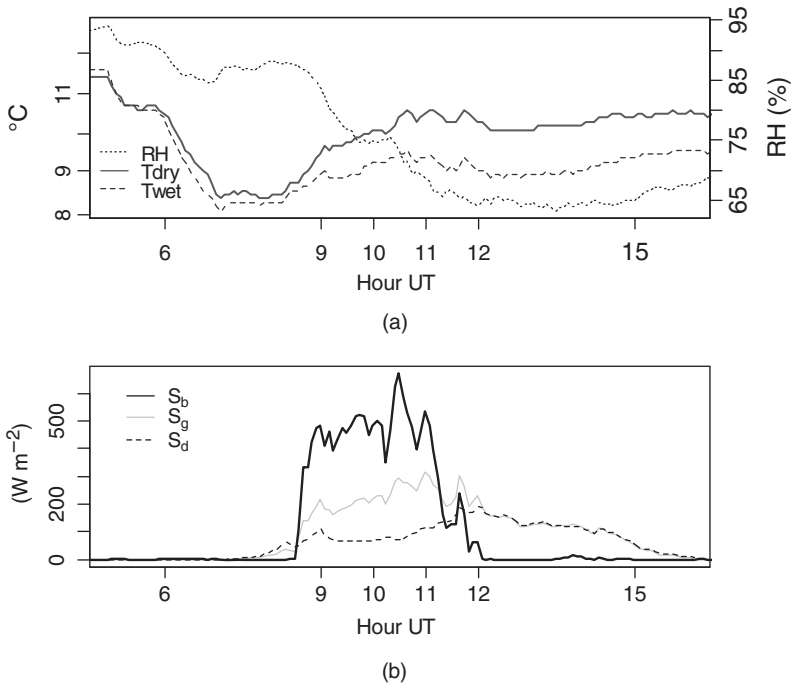 95
85
75
65
RH (%)
11
9
8
°C
RH
Tdry
Twet
6 9 10 11 12 15
Hour UT
(a)
500
200
0
(W m−2)
Sb
Sg
Sd
6 9 10 11 12 15
Hour UT
(b)